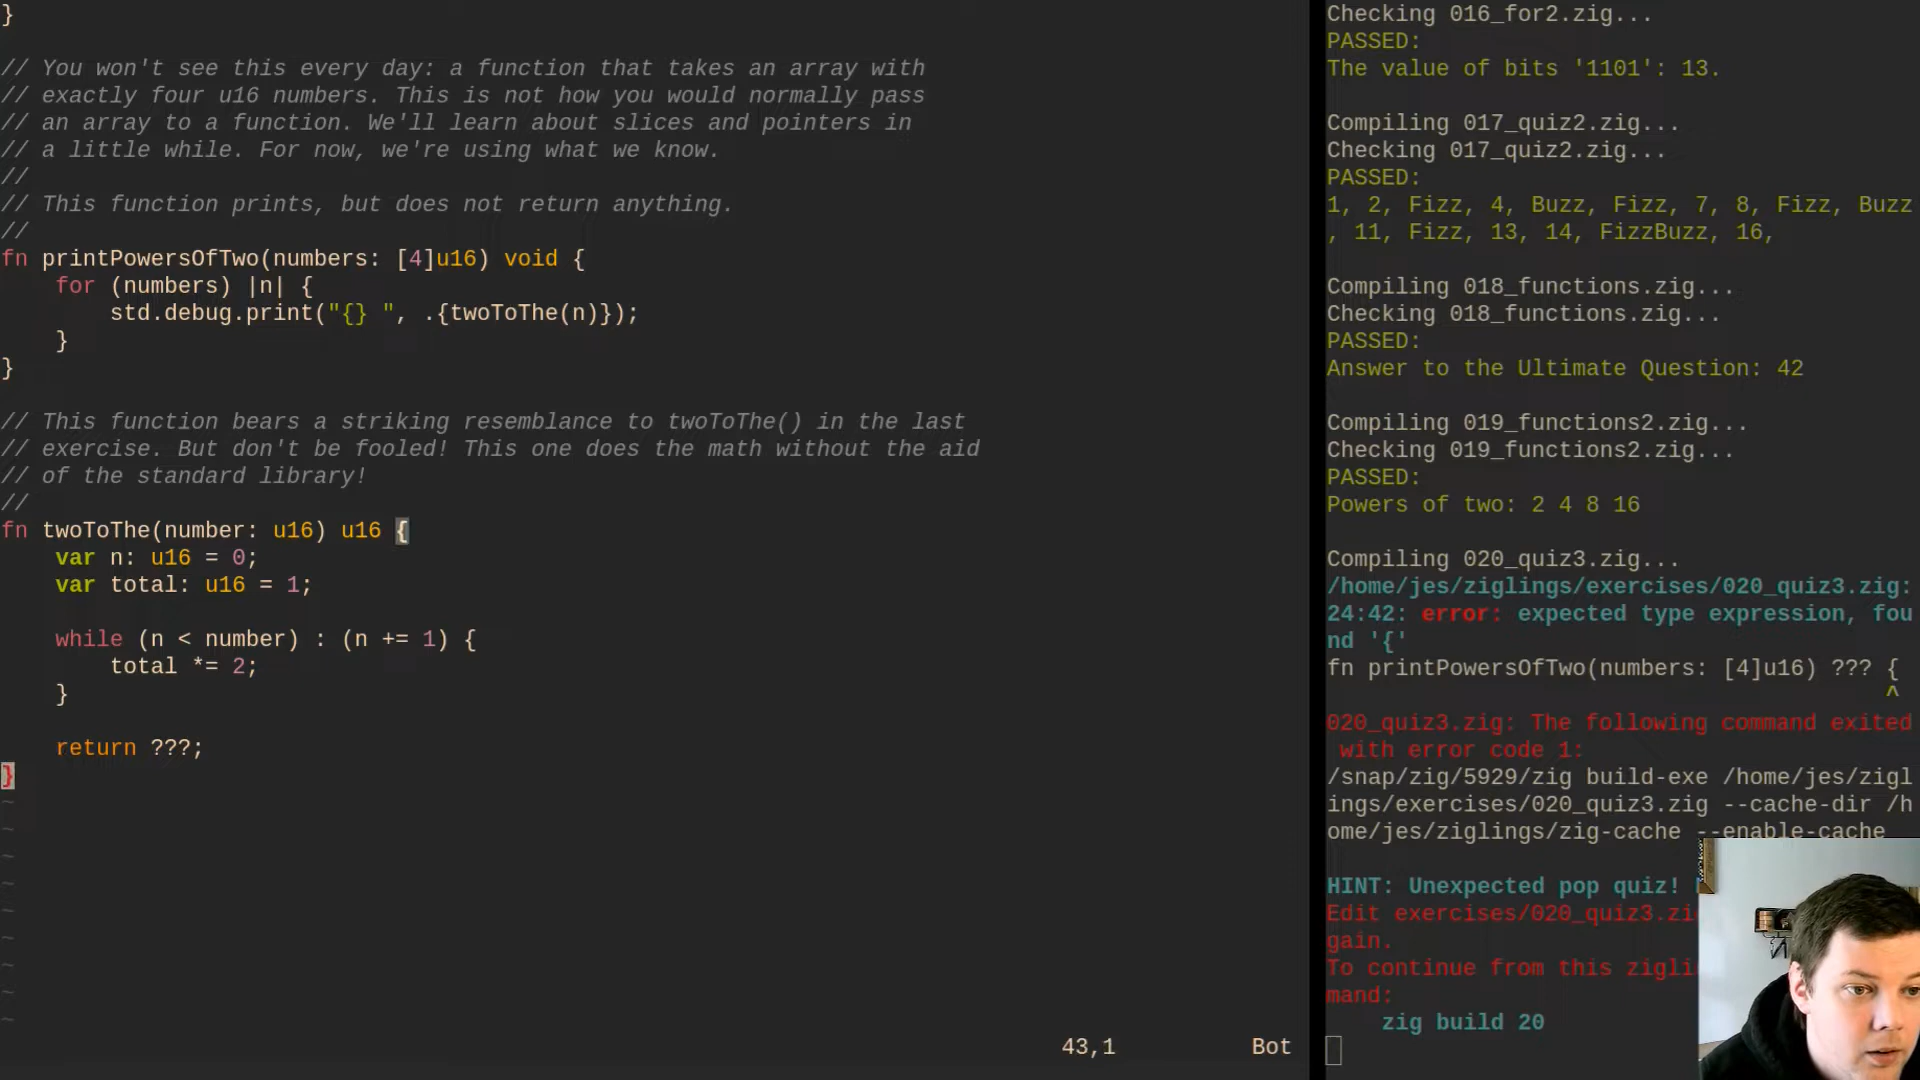 }
// You won't see this every day: a function that takes an array with
// exactly four u16 numbers. This is not how you would normally pass
// an array to a function. We'll learn about slices and pointers in
// a little while. For now, we're using what we know.
//
// This function prints, but does not return anything.
//
fn printPowersOfTwo(numbers: [4]u16) void {
    for (numbers) |n| {
        std.debug.print("{} ", .{twoToThe(n)});
    }
}
// This function bears a striking resemblance to twoToThe() in the last
// exercise. But don't be fooled! This one does the math without the aid
// of the standard library!
//
fn twoToThe(number: u16) u16 {
    var n: u16 = 0;
    var total: u16 = 1;
    while (n < number) : (n += 1) {
        total *= 2;
    }
    return ???;
}
~
~
~
~
~
~
~
~
~
43,1 Bot
Checking 016_for2.zig...
PASSED:
The value of bits '1101': 13.
Compiling 017_quiz2.zig...
Checking 017_quiz2.zig...
PASSED:
1, 2, Fizz, 4, Buzz, Fizz, 7, 8, Fizz, Buzz
, 11, Fizz, 13, 14, FizzBuzz, 16,
Compiling 018_functions.zig...
Checking 018_functions.zig...
PASSED:
Answer to the Ultimate Question: 42
Compiling 019_functions2.zig...
Checking 019_functions2.zig...
PASSED:
Powers of two: 2 4 8 16
Compiling 020_quiz3.zig...
/home/jes/ziglings/exercises/020_quiz3.zig:
24:42: error: expected type expression, fou
nd '{'
fn printPowersOfTwo(numbers: [4]u16) ??? {
^
020_quiz3.zig: The following command exited
 with error code 1:
/snap/zig/5929/zig build-exe /home/jes/zigl
ings/exercises/020_quiz3.zig --cache-dir /h
ome/jes/ziglings/zig-cache --enable-cache
HINT: Unexpected pop quiz!
Edit exercises/020_quiz3.zi
gain.
To continue from this zigli
mand:
    zig build 20